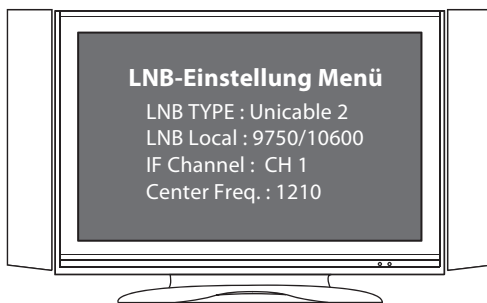 LNB-Einstellung Menü
LNB TYPE : Unicable 2
LNB Local : 9750/10600
IF Channel :  CH 1
Center Freq. : 1210